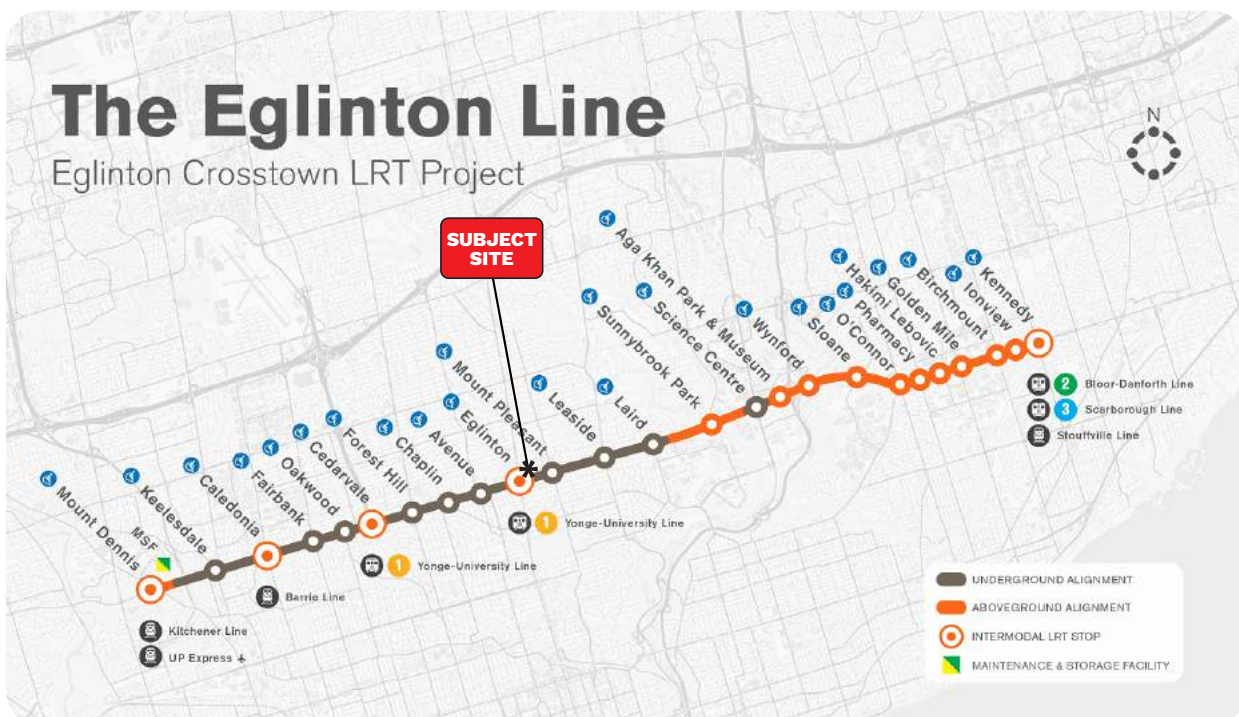 The Eglinton Line
Eglinton Crosstown LRT Project
N
SUBJECT
SITE
Mount Dennis
MSF
Keelesdale
Caledonia
Fairbank
Oakwood
Cedarvale
Forest Hill
Chaplin
Avenue
Eglinton
Mount Pleasant
Leaside
Laird
Sunnybrook Park
Science Centre
Aga Khan Park & Museum
Wynford
Sloane
O'Connor
Pharmacy
Hakimi Lebovic
Golden Mile
Birchmount
Ionview
Kennedy
2 Bloor-Danforth Line
3 Scarborough Line
Stouffville Line
1 Yonge-University Line
1 Yonge-University Line
Barrie Line
Kitchener Line
UP Express
UNDERGROUND ALIGNMENT
ABOVEGROUND ALIGNMENT
INTERMODAL LRT STOP
MAINTENANCE & STORAGE FACILITY